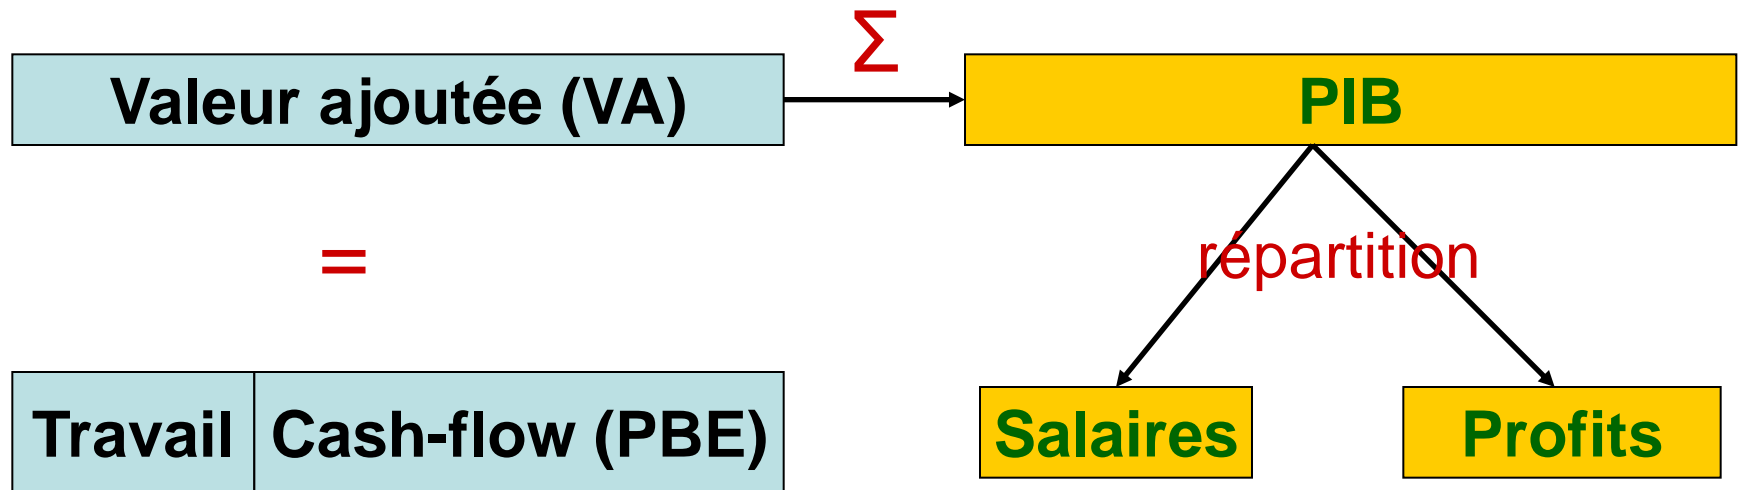 Σ
Valeur ajoutée (VA)
PIB
=
répartition
Travail
Cash-flow (PBE)
Salaires
Profits